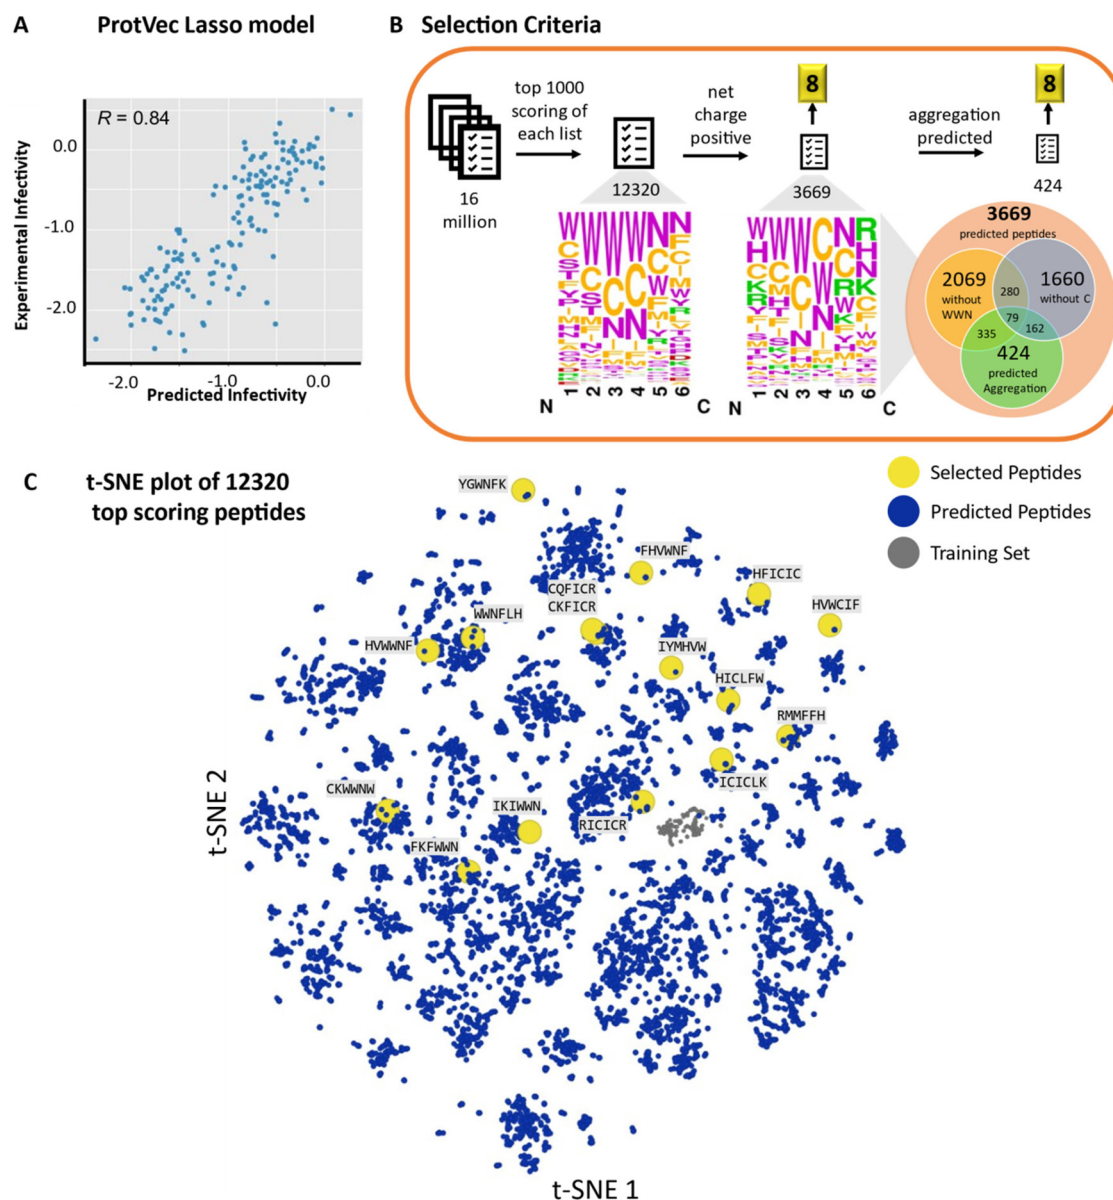 A ProtVec Lasso model
R = 0.84
0.0
-1.0
-2.0
Experimental Infectivity
-2.0 -1.0 0.0
Predicted Infectivity
B Selection Criteria
16
million
top 1000
scoring of
each list
12320
net
charge
positive
8
3669
aggregation
predicted
8
424
N 1 2 3 4 5 6 C
N 1 2 3 4 5 6 C
3669
predicted peptides
2069
without
WWN
280
1660
without C
79
335
162
424
predicted
Aggregation
C t-SNE plot of 12320
top scoring peptides
Selected Peptides
Predicted Peptides
Training Set
YGWNFK
FHVWNF
HFICIC
CQFICR
CKFICR
HVWCIF
WWNFLH
HVWWNF
IYMHVW
HICLFW
RMMFFH
ICICLK
CKWWNW
IKIWWN
RICICR
FKFWWN
t-SNE 2
t-SNE 1